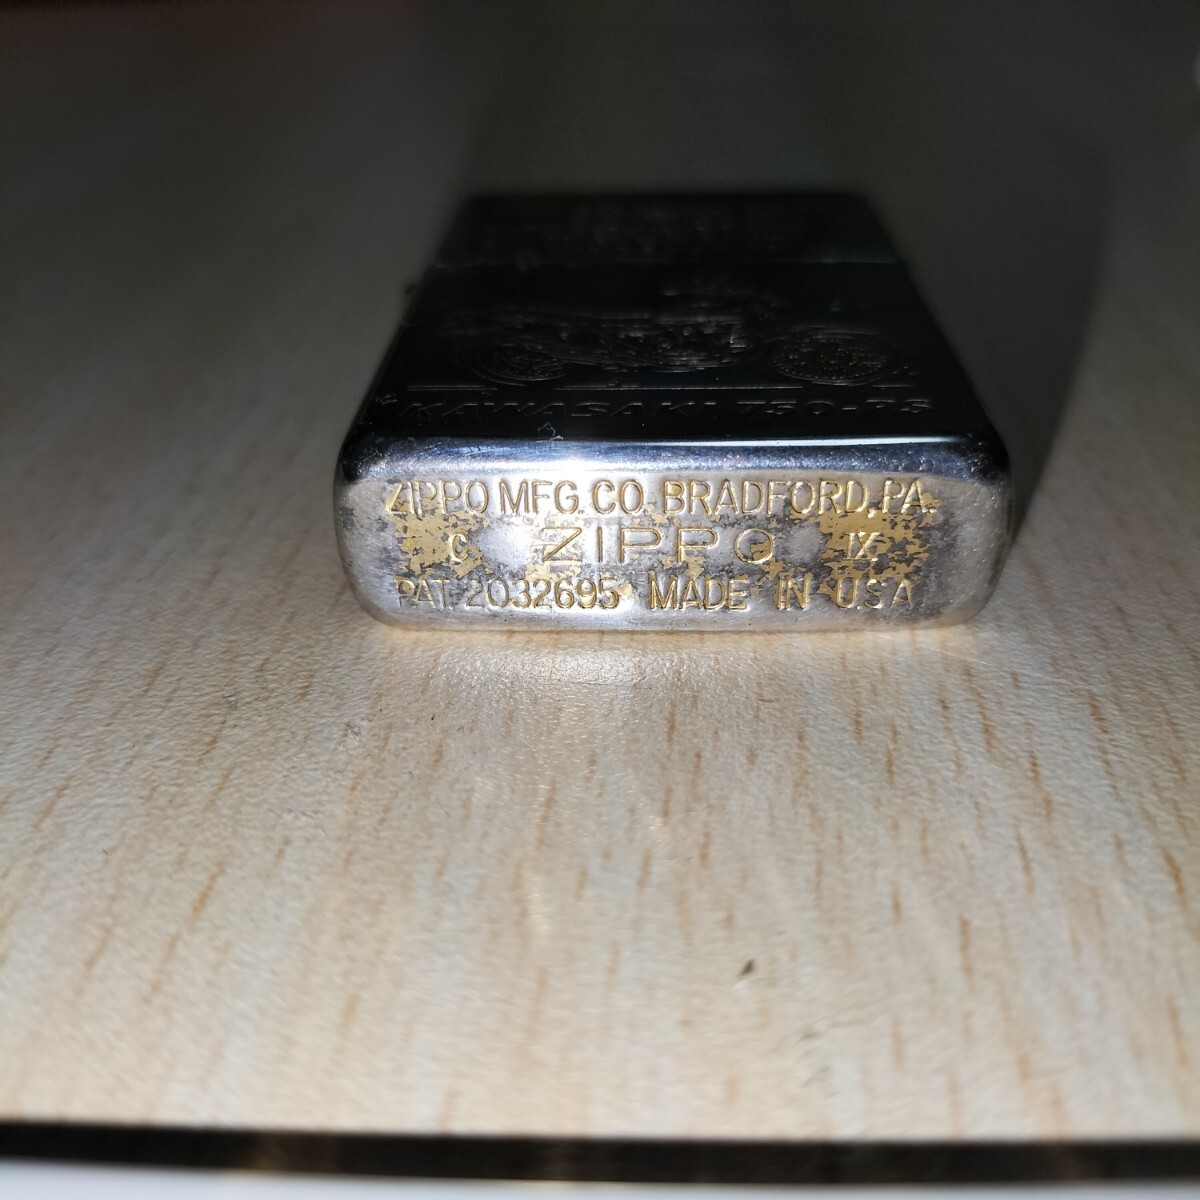 KAWASAKI 750-RS
ZIPPO MFG. CO. BRADFORD, PA.
C ZIPPO IX
PAT. 2032695 MADE IN U.S.A